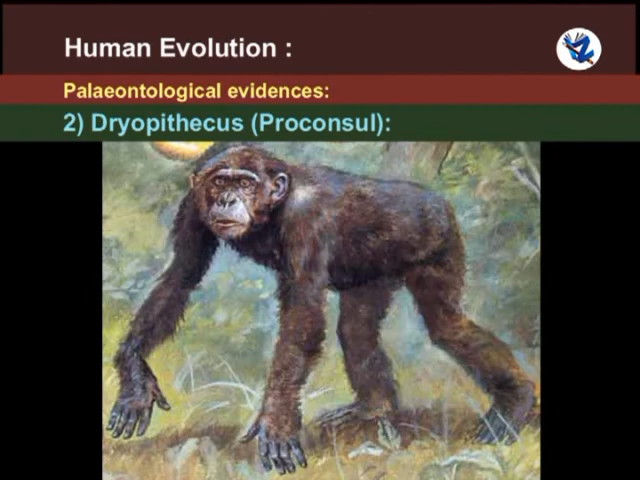 Human Evolution :
Palaeontological evidences:
2) Dryopithecus (Proconsul):